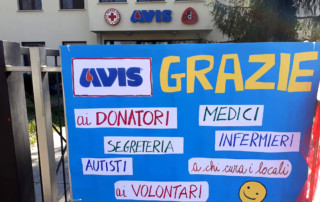 AVIS
AVIS
GRAZIE
ai DONATORI
MEDICI
SEGRETERIA
INFERMIERI
AUTISTI
a chi cura i locali
ai VOLONTARI